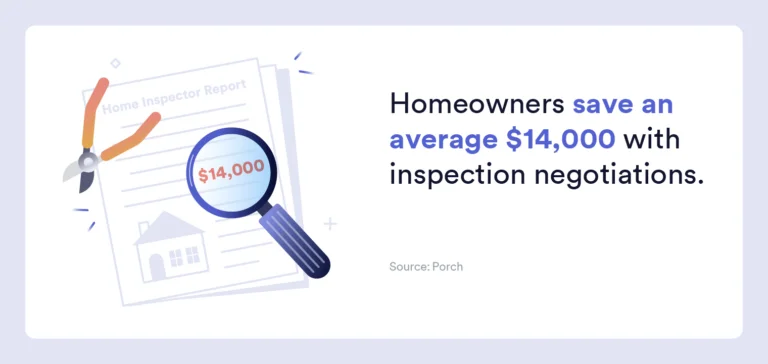 Home Inspector Report
$14,000
Homeowners save an
average $14,000 with
inspection negotiations.
Source: Porch